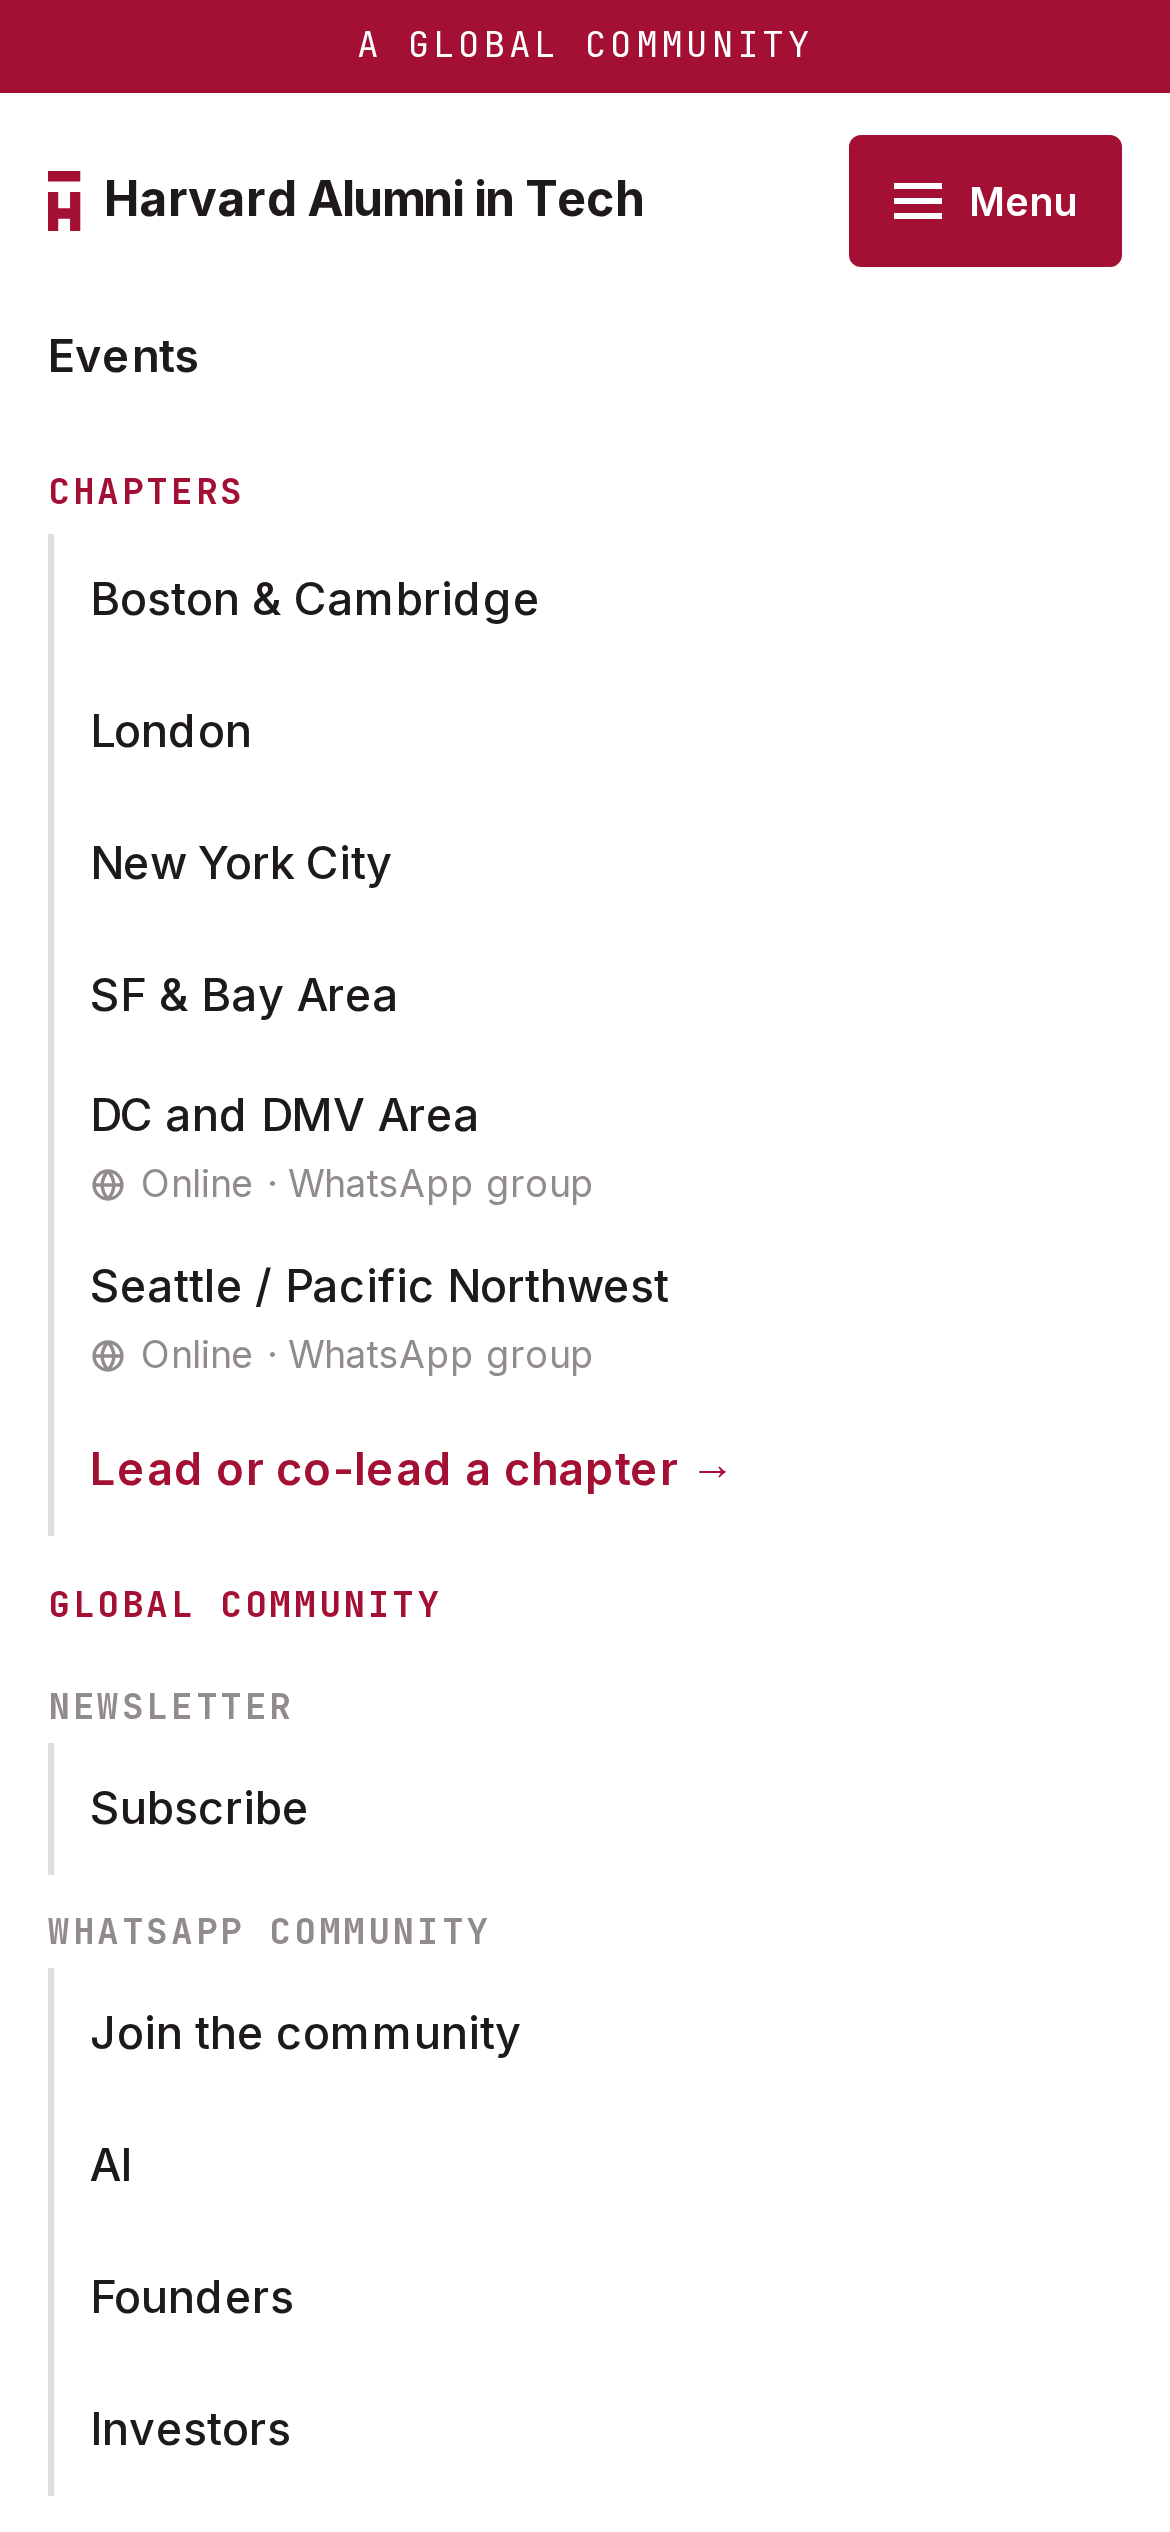 A GLOBAL COMMUNITY
Harvard Alumni in Tech
Menu
Events
CHAPTERS
Boston & Cambridge
London
New York City
SF & Bay Area
DC and DMV Area
Online · WhatsApp group
Seattle / Pacific Northwest
Online · WhatsApp group
Lead or co-lead a chapter →
GLOBAL COMMUNITY
NEWSLETTER
Subscribe
WHATSAPP COMMUNITY
Join the community
AI
Founders
Investors